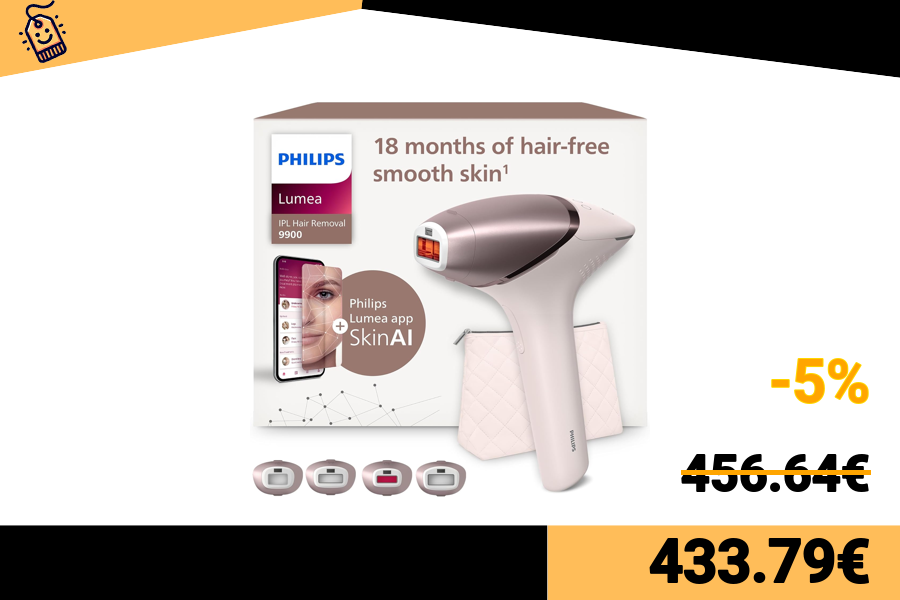 18 months of hair-free
smooth skin¹
PHILIPS
Lumea
IPL Hair Removal
9900
Philips
Lumea app
SkinAI
PHILIPS
-5%
456.64€
433.79€